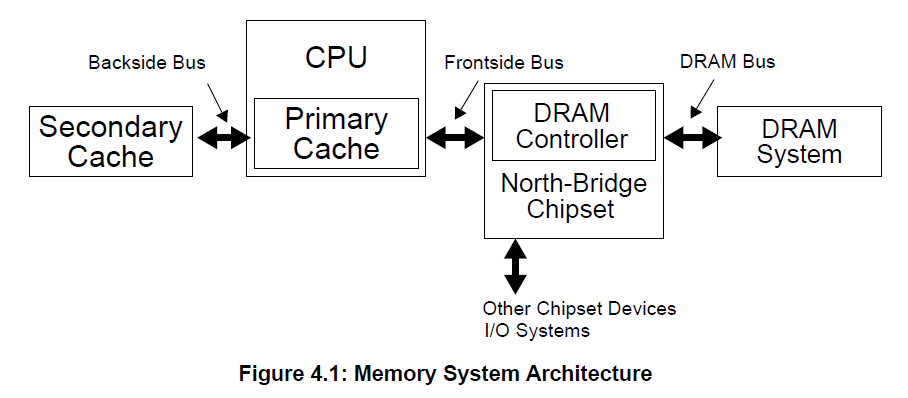 CPU
Backside Bus
Frontside Bus
DRAM Bus
Secondary
Cache
Primary
Cache
DRAM
Controller
DRAM
System
North-Bridge
Chipset
Other Chipset Devices
I/O Systems
Figure 4.1: Memory System Architecture